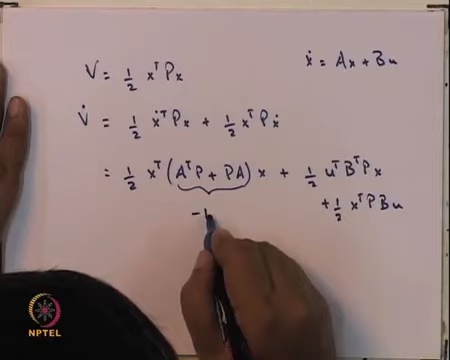 V = 1/2 xᵀPx    ẋ = Ax + Bu
V̇ = 1/2 ẋᵀPx + 1/2 xᵀPẋ
= 1/2 xᵀ(AᵀP + PA)x + 1/2 uᵀBᵀPx
+ 1/2 xᵀPBu
NPTEL